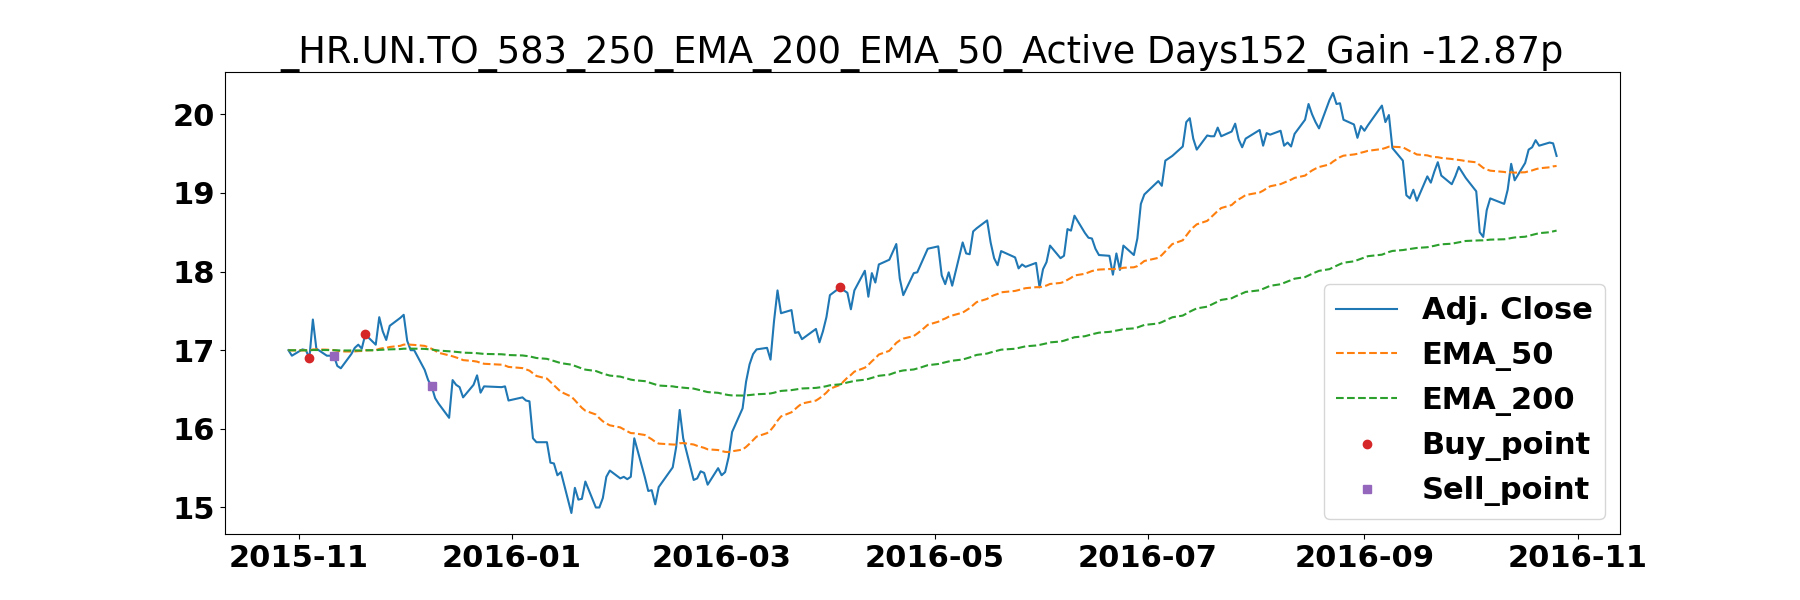 _HR.UN.TO_583_250_EMA_200_EMA_50_Active Days152_Gain -12.87p
20
19
18
17
16
15
Adj. Close
EMA_50
EMA_200
Buy_point
Sell_point
2015-11 2016-01 2016-03 2016-05 2016-07 2016-09 2016-11